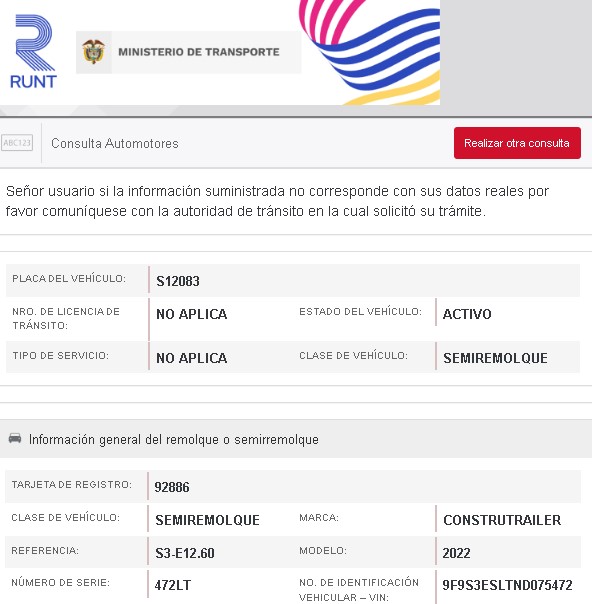 RUNT
MINISTERIO DE TRANSPORTE
ABC123
Consulta Automotores
Realizar otra consulta
Señor usuario si la información suministrada no corresponde con sus datos reales por
favor comuníquese con la autoridad de tránsito en la cual solicitó su trámite.
PLACA DEL VEHÍCULO: S12083
NRO. DE LICENCIA DE
TRÁNSITO: NO APLICA ESTADO DEL VEHÍCULO: ACTIVO
TIPO DE SERVICIO: NO APLICA CLASE DE VEHÍCULO: SEMIREMOLQUE
Información general del remolque o semirremolque
TARJETA DE REGISTRO: 92886
CLASE DE VEHÍCULO: SEMIREMOLQUE MARCA: CONSTRUTRAILER
REFERENCIA: S3-E12.60 MODELO: 2022
NÚMERO DE SERIE: 472LT NO. DE IDENTIFICACIÓN
VEHICULAR – VIN: 9F9S3ESLTND075472